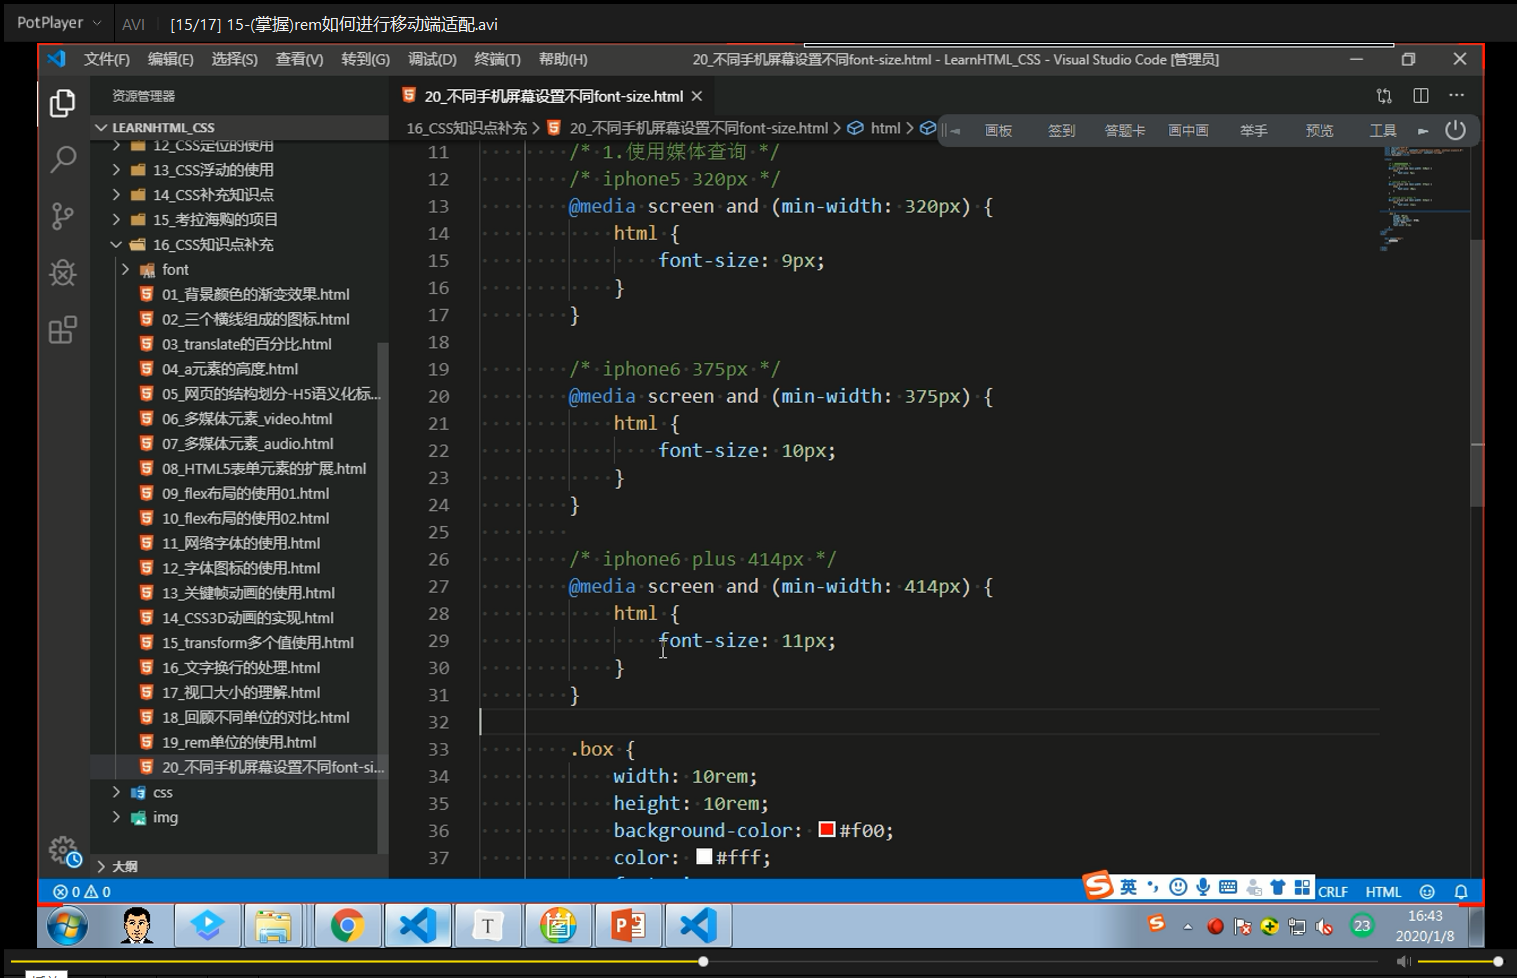 PotPlayer AVI [15/17] 15-(掌握)rem如何进行移动端适配.avi
文件(F) 编辑(E) 选择(S) 查看(V) 转到(G) 调试(D) 终端(T) 帮助(H) 20_不同手机屏幕设置不同font-size.html - LearnHTML_CSS - Visual Studio Code [管理员]
资源管理器
LEARNHTML_CSS
12_CSS定位的使用
13_CSS浮动的使用
14_CSS补充知识点
15_考拉海购的项目
16_CSS知识点补充
font
01_背景颜色的渐变效果.html
02_三个横线组成的图标.html
03_translate的百分比.html
04_a元素的高度.html
05_网页的结构划分-H5语义化标...
06_多媒体元素_video.html
07_多媒体元素_audio.html
08_HTML5表单元素的扩展.html
09_flex布局的使用01.html
10_flex布局的使用02.html
11_网络字体的使用.html
12_字体图标的使用.html
13_关键帧动画的使用.html
14_CSS3D动画的实现.html
15_transform多个值使用.html
16_文字换行的处理.html
17_视口大小的理解.html
18_回顾不同单位的对比.html
19_rem单位的使用.html
20_不同手机屏幕设置不同font-si...
css
img
大纲
20_不同手机屏幕设置不同font-size.html
16_CSS知识点补充 > 20_不同手机屏幕设置不同font-size.html > html >
画板 签到 答题卡 画中画 举手 预览 工具
11 /* 1.使用媒体查询 */
12 /* iphone5 320px */
13 @media screen and (min-width: 320px) {
14 html {
15 font-size: 9px;
16 }
17 }
18
19 /* iphone6 375px */
20 @media screen and (min-width: 375px) {
21 html {
22 font-size: 10px;
23 }
24 }
25
26 /* iphone6 plus 414px */
27 @media screen and (min-width: 414px) {
28 html {
29 font-size: 11px;
30 }
31 }
32
33 .box {
34 width: 10rem;
35 height: 10rem;
36 background-color: #f00;
37 color: #fff;
0 0
英
CRLF HTML
T
23
16:43
2020/1/8